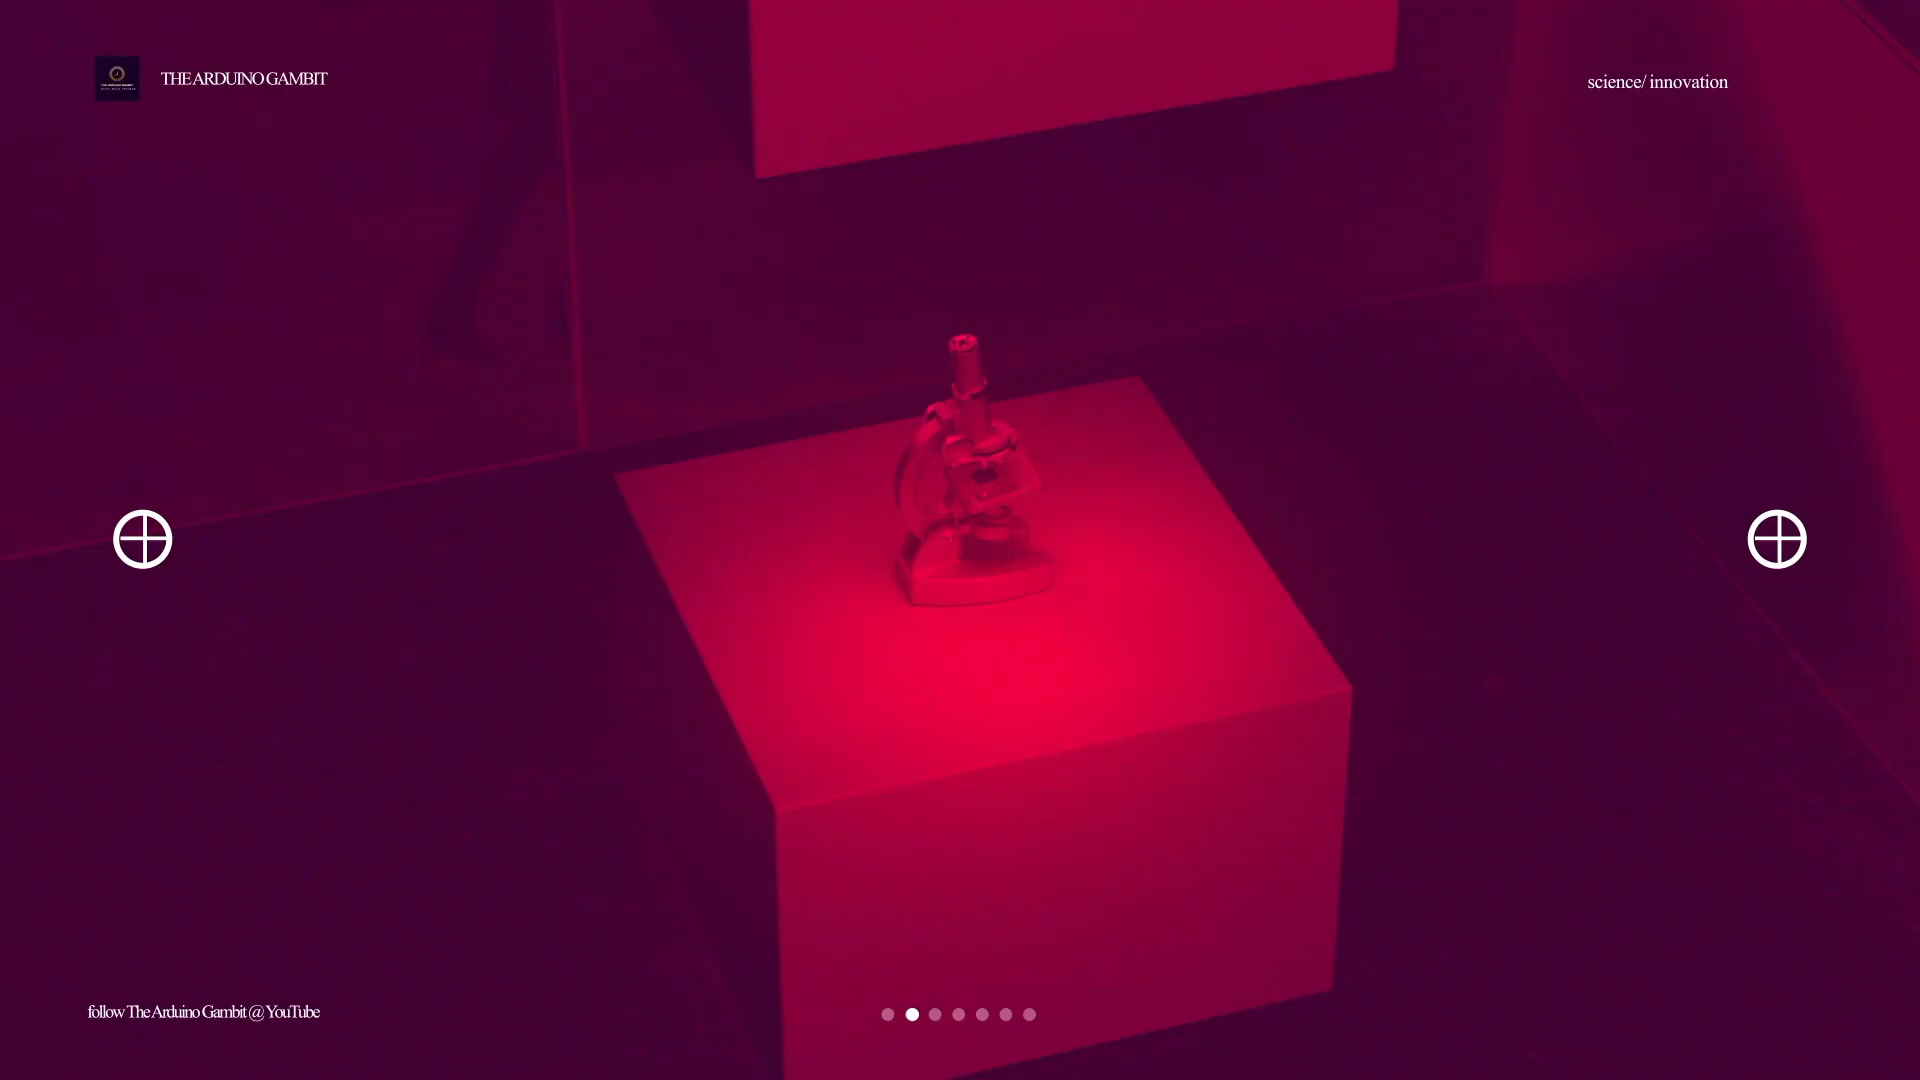 THE ARDUINO GAMBIT
science/ innovation
follow The Arduino Gambit @ YouTube